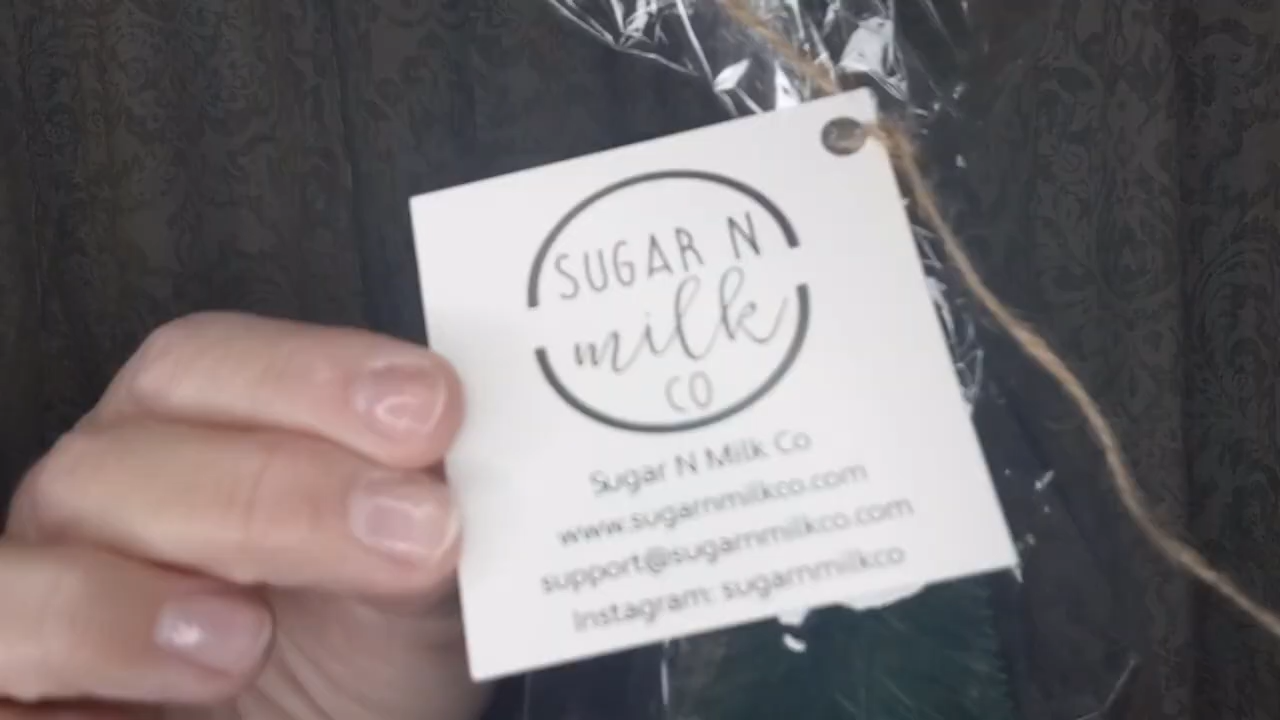 SUGAR N
milk
CO
Sugar N Milk Co
www.sugarnmilkco.com
support@sugarnmilkco.com
Instagram: sugarnmilkco